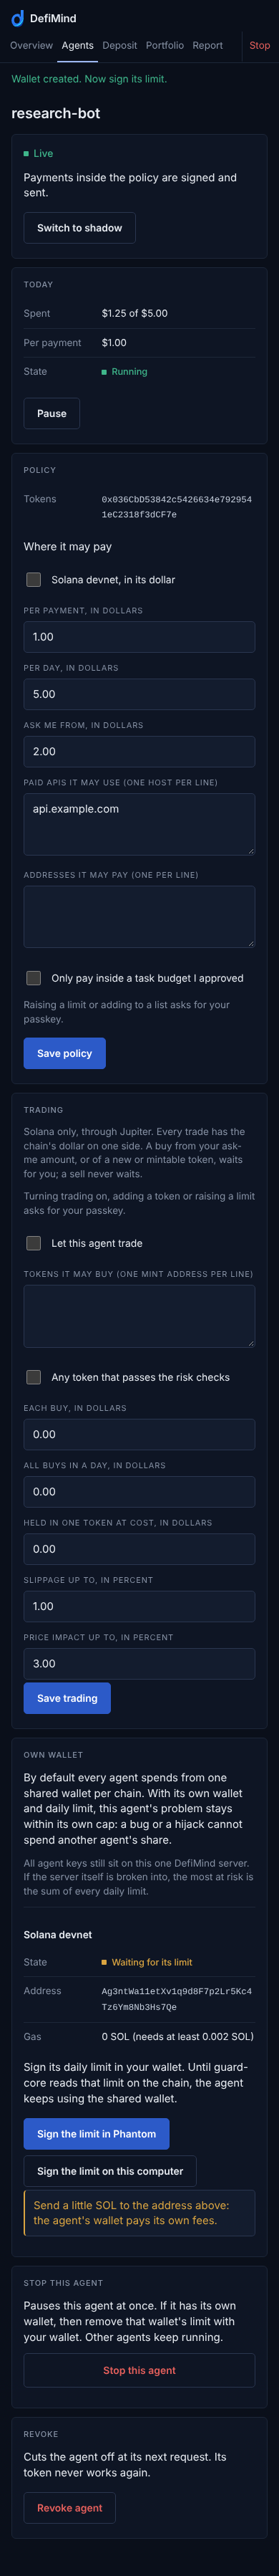 DefiMind
Overview Agents Deposit Portfolio Report Stop
Wallet created. Now sign its limit.
research-bot
Live
Payments inside the policy are signed and
sent.
Switch to shadow
TODAY
Spent $1.25 of $5.00
Per payment $1.00
State Running
Pause
POLICY
Tokens 0x036CbD53842c5426634e792954
1eC2318f3dCF7e
Where it may pay
Solana devnet, in its dollar
PER PAYMENT, IN DOLLARS
1.00
PER DAY, IN DOLLARS
5.00
ASK ME FROM, IN DOLLARS
2.00
PAID APIS IT MAY USE (ONE HOST PER LINE)
api.example.com
ADDRESSES IT MAY PAY (ONE PER LINE)
Only pay inside a task budget I approved
Raising a limit or adding to a list asks for your
passkey.
Save policy
TRADING
Solana only, through Jupiter. Every trade has the
chain's dollar on one side. A buy from your ask-
me amount, or of a new or mintable token, waits
for you; a sell never waits.
Turning trading on, adding a token or raising a limit
asks for your passkey.
Let this agent trade
TOKENS IT MAY BUY (ONE MINT ADDRESS PER LINE)
Any token that passes the risk checks
EACH BUY, IN DOLLARS
0.00
ALL BUYS IN A DAY, IN DOLLARS
0.00
HELD IN ONE TOKEN AT COST, IN DOLLARS
0.00
SLIPPAGE UP TO, IN PERCENT
1.00
PRICE IMPACT UP TO, IN PERCENT
3.00
Save trading
OWN WALLET
By default every agent spends from one
shared wallet per chain. With its own wallet
and daily limit, this agent's problem stays
within its own cap: a bug or a hijack cannot
spend another agent's share.
All agent keys still sit on this one DefiMind server.
If the server itself is broken into, the most at risk is
the sum of every daily limit.
Solana devnet
State Waiting for its limit
Address Ag3ntWa11etXv1q9d8F7p2Lr5Kc4
Tz6Ym8Nb3Hs7Qe
Gas 0 SOL (needs at least 0.002 SOL)
Sign its daily limit in your wallet. Until guard-
core reads that limit on the chain, the agent
keeps using the shared wallet.
Sign the limit in Phantom
Sign the limit on this computer
Send a little SOL to the address above:
the agent's wallet pays its own fees.
STOP THIS AGENT
Pauses this agent at once. If it has its own
wallet, then remove that wallet's limit with
your wallet. Other agents keep running.
Stop this agent
REVOKE
Cuts the agent off at its next request. Its
token never works again.
Revoke agent